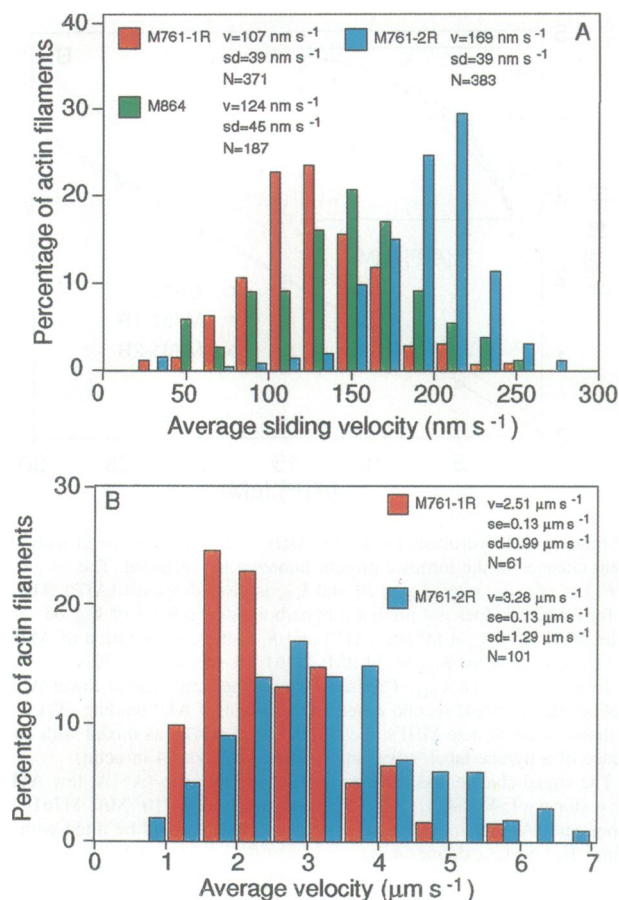 A
M761-1R v=107 nm s⁻¹
sd=39 nm s⁻¹
N=371
M761-2R v=169 nm s⁻¹
sd=39 nm s⁻¹
N=383
M864 v=124 nm s⁻¹
sd=45 nm s⁻¹
N=187
Percentage of actin filaments
40
30
20
10
0
0 50 100 150 200 250 300
Average sliding velocity (nm s⁻¹)
B
M761-1R v=2.51 µm s⁻¹
se=0.13 µm s⁻¹
sd=0.99 µm s⁻¹
N=61
M761-2R v=3.28 µm s⁻¹
se=0.13 µm s⁻¹
sd=1.29 µm s⁻¹
N=101
Percentage of actin filaments
30
20
10
0
0 1 2 3 4 5 6 7
Average velocity (µm s⁻¹)